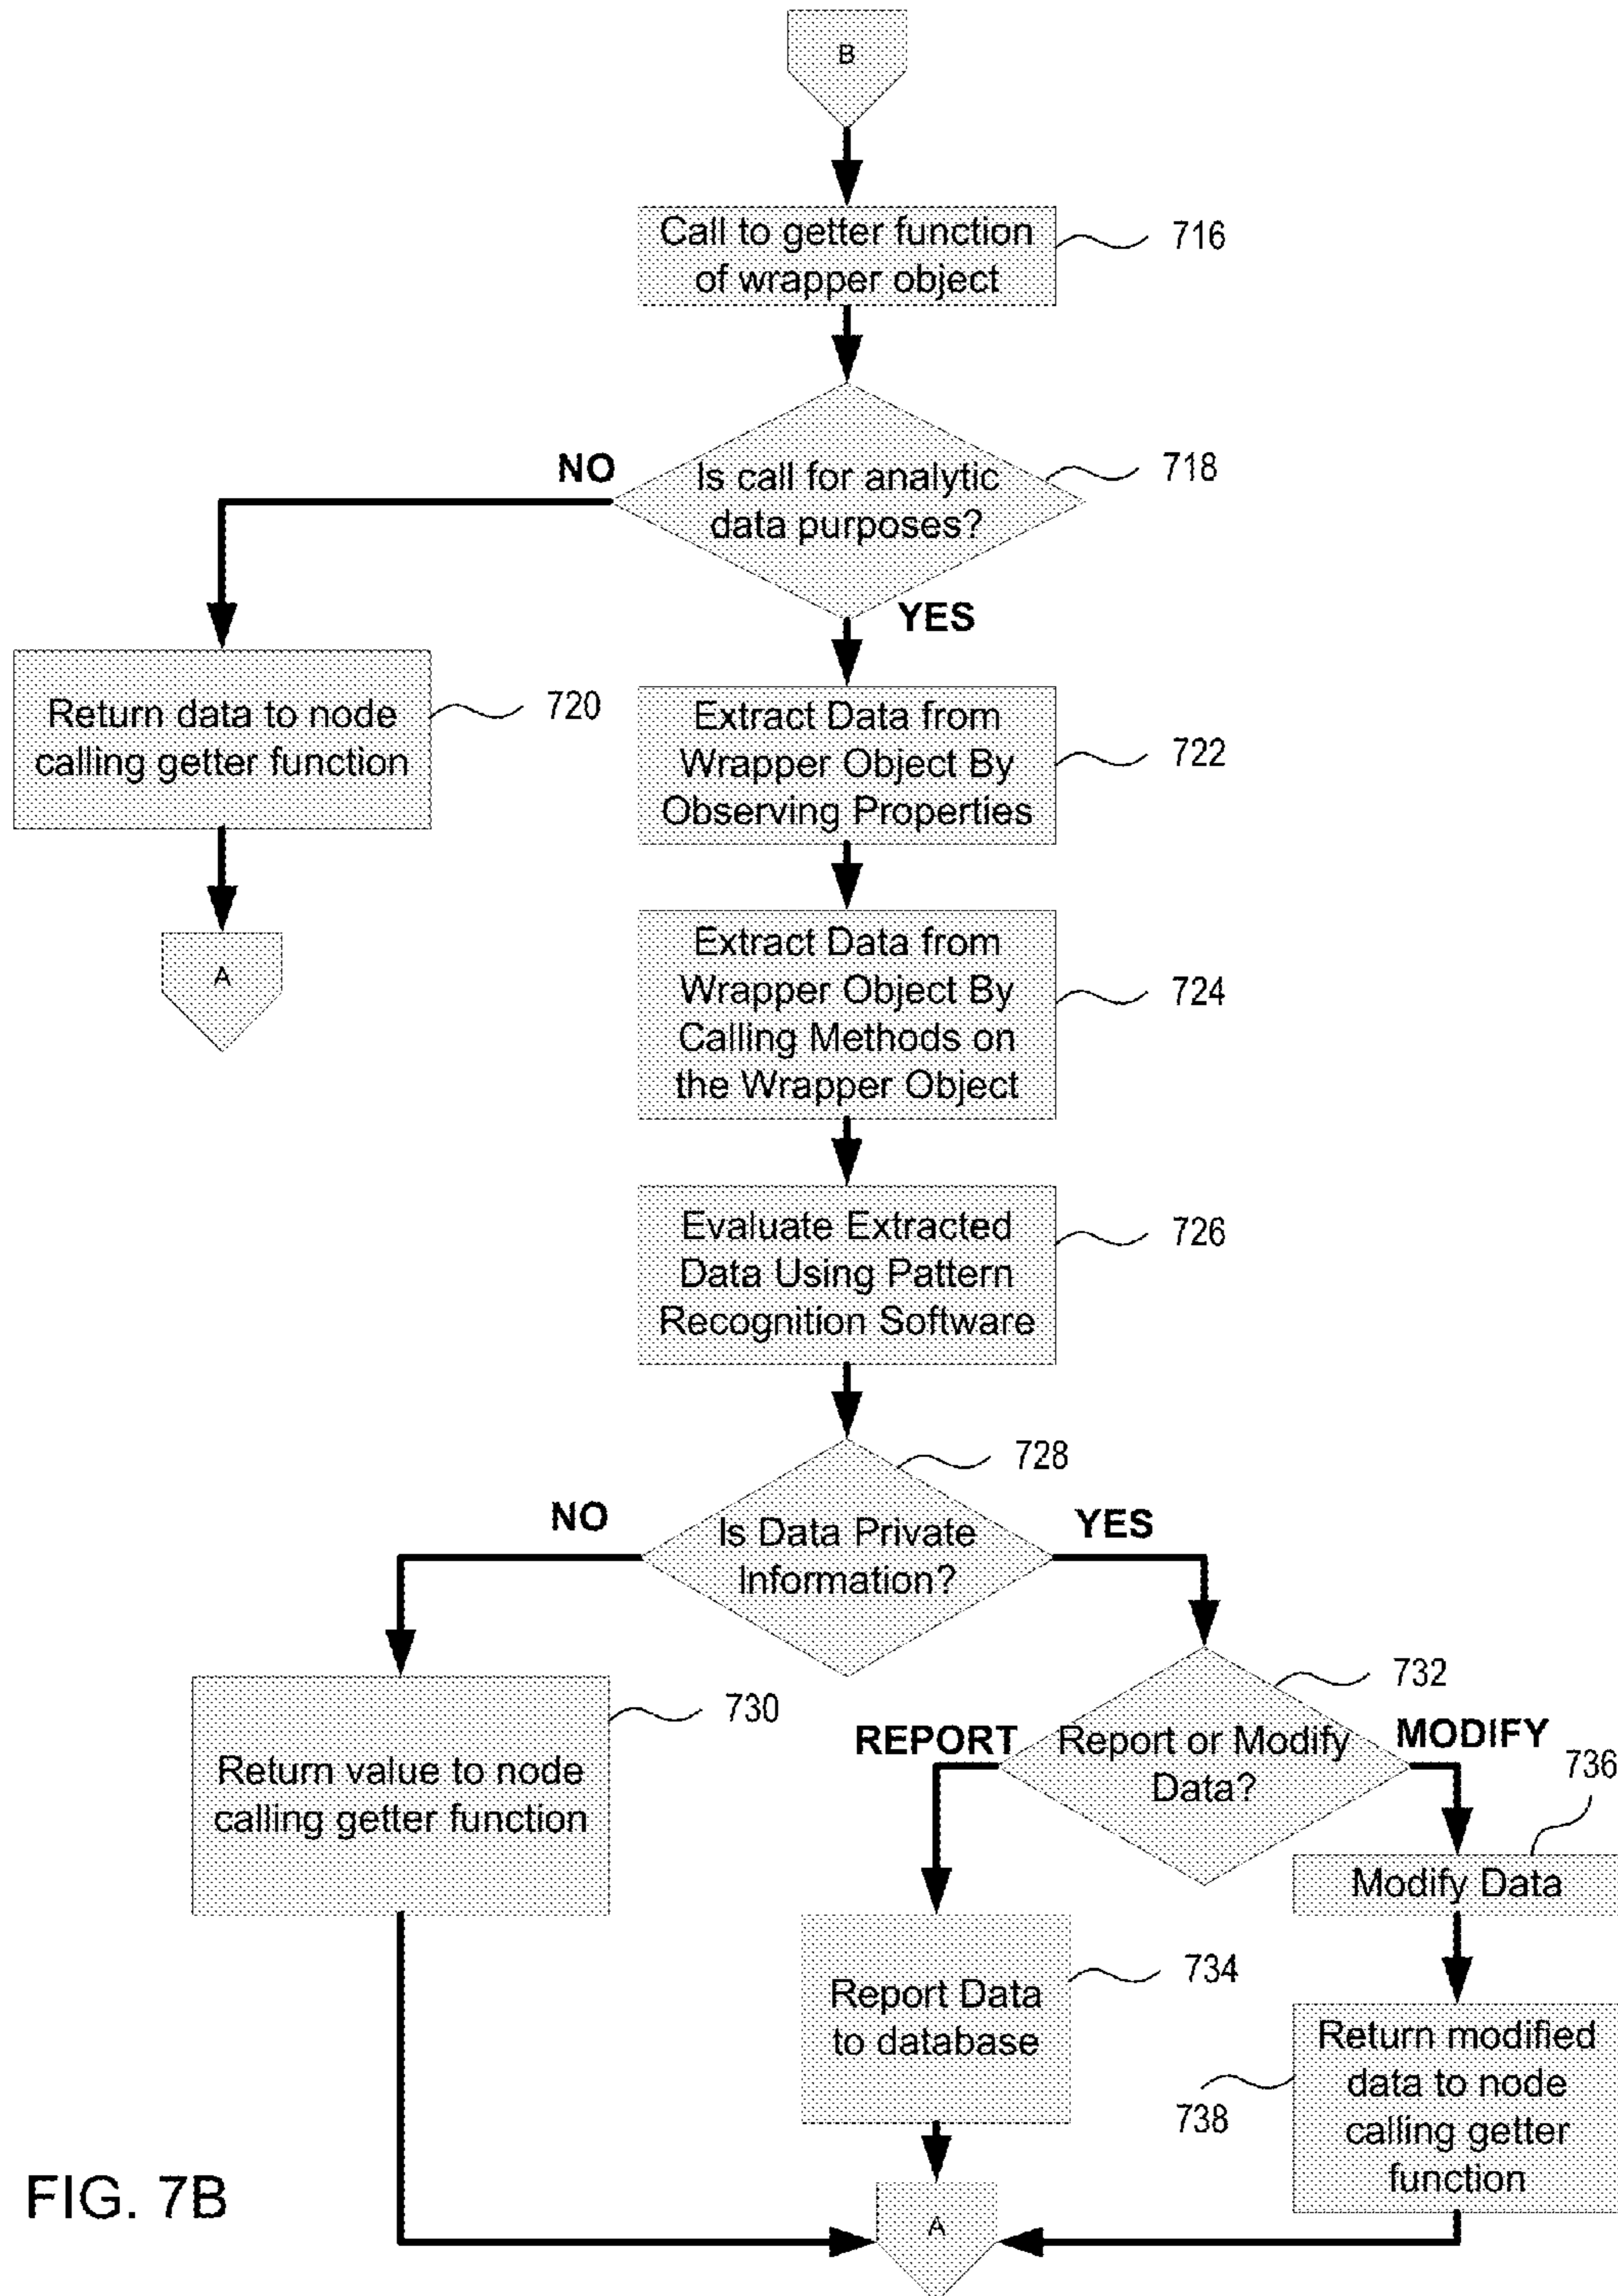 B
Call to getter function
of wrapper object
716
Is call for analytic
data purposes?
718
NO
YES
Return data to node
calling getter function
720
A
Extract Data from
Wrapper Object By
Observing Properties
722
Extract Data from
Wrapper Object By
Calling Methods on
the Wrapper Object
724
Evaluate Extracted
Data Using Pattern
Recognition Software
726
Is Data Private
Information?
728
NO
YES
Return value to node
calling getter function
730
Report or Modify
Data?
732
REPORT
MODIFY
Report Data
to database
734
Modify Data
736
Return modified
data to node
calling getter
function
738
A
FIG. 7B